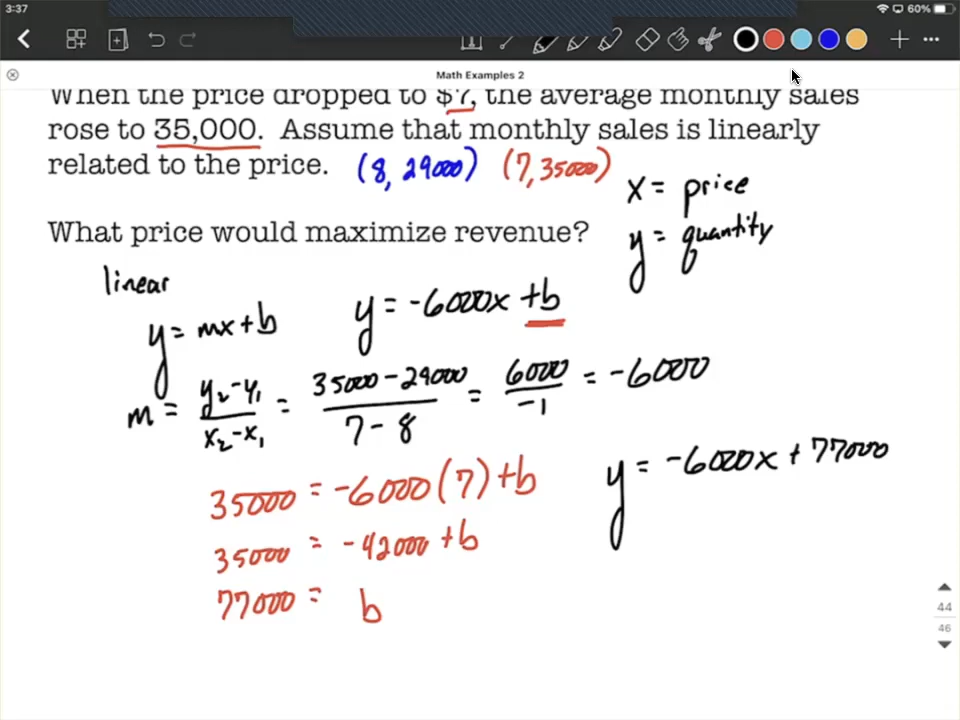 3:37
60%
Math Examples 2
When the price dropped to $7, the average monthly sales
rose to 35,000. Assume that monthly sales is linearly
related to the price. (8, 29000) (7, 35000)
x = price
What price would maximize revenue?
y = quantity
linear
y = mx + b
y = -6000x + b
m = y₂-y₁/x₂-x₁ = 35000-29000/7-8 = 6000/-1 = -6000
y = -6000x + 77000
35000 = -6000(7) + b
35000 = -42000 + b
77000 = b
44
46